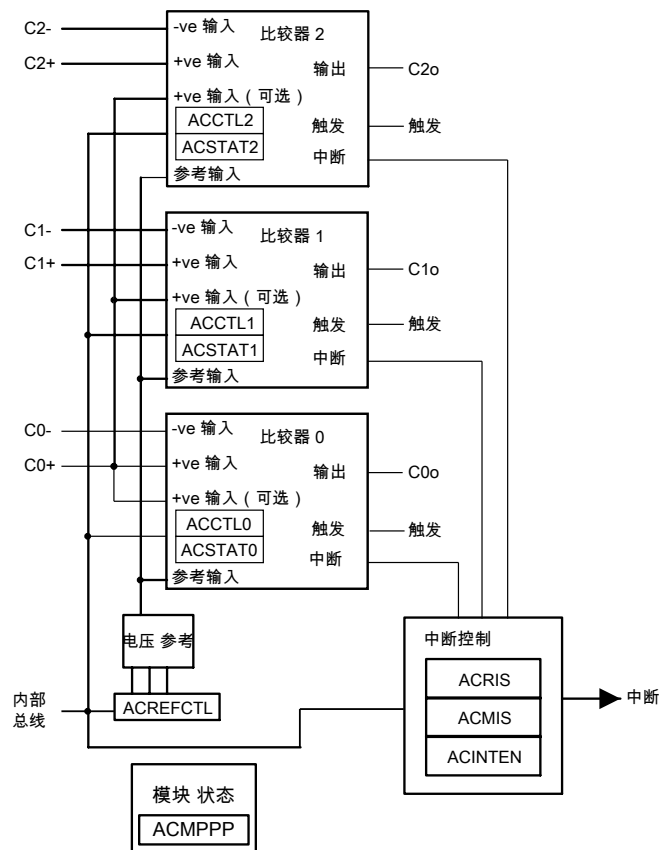 C2-
-ve 输入
比较器 2
C2+
+ve 输入
输出
C2o
+ve 输入（可选）
ACCTL2
触发
触发
ACSTAT2
中断
参考输入
C1-
-ve 输入
比较器 1
C1+
+ve 输入
输出
C1o
+ve 输入（可选）
ACCTL1
触发
触发
ACSTAT1
中断
参考输入
C0-
-ve 输入
比较器 0
C0+
+ve 输入
输出
C0o
+ve 输入（可选）
ACCTL0
触发
触发
ACSTAT0
中断
参考输入
电压 参考
中断控制
ACRIS
内部
总线
ACREFCTL
ACMIS
中断
ACINTEN
模块 状态
ACMPPP